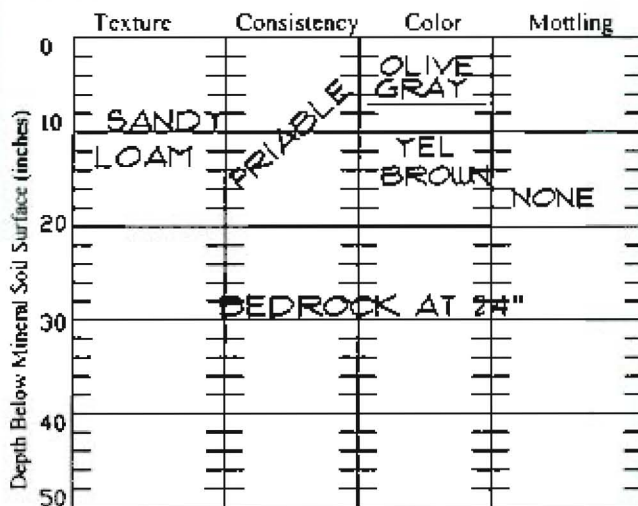 Texture Consistency Color Mottling
Depth Below Mineral Soil Surface (inches)
0
10
20
30
40
50
SANDY
LOAM
FRIABLE
OLIVE
GRAY
YEL
BROWN
NONE
BEDROCK AT 24"